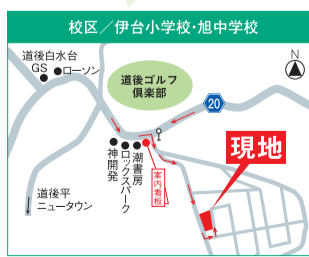 校区／伊台小学校・旭中学校
道後白水台
GS ローソン
道後ゴルフ
倶楽部
N
20
神開発
ロックスパーク
潮書房
案内看板
現地
道後平
ニュータウン